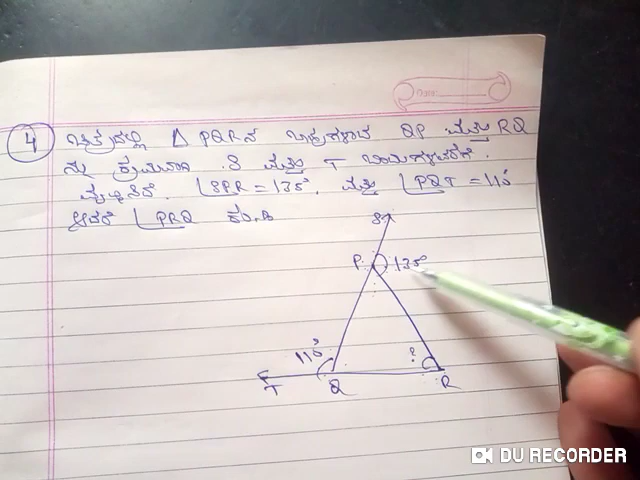 4 ಚಿತ್ರದಲ್ಲಿ Δ PQR ನ ಬಾಹುಗಳಾದ QP ಮತ್ತು RQ
ನ್ನು ಕ್ರಮವಾಗಿ S ಮತ್ತು T ಬಿಂದುಗಳವರೆಗೆ
ವೃದ್ಧಿಸಿದೆ. ∠SPR = 135° ಮತ್ತು ∠PQT = 110°
ಆದರೆ ∠PRQ ಕಂ.ಹಿ
S
P 135°
110° ?
T Q R
DU RECORDER